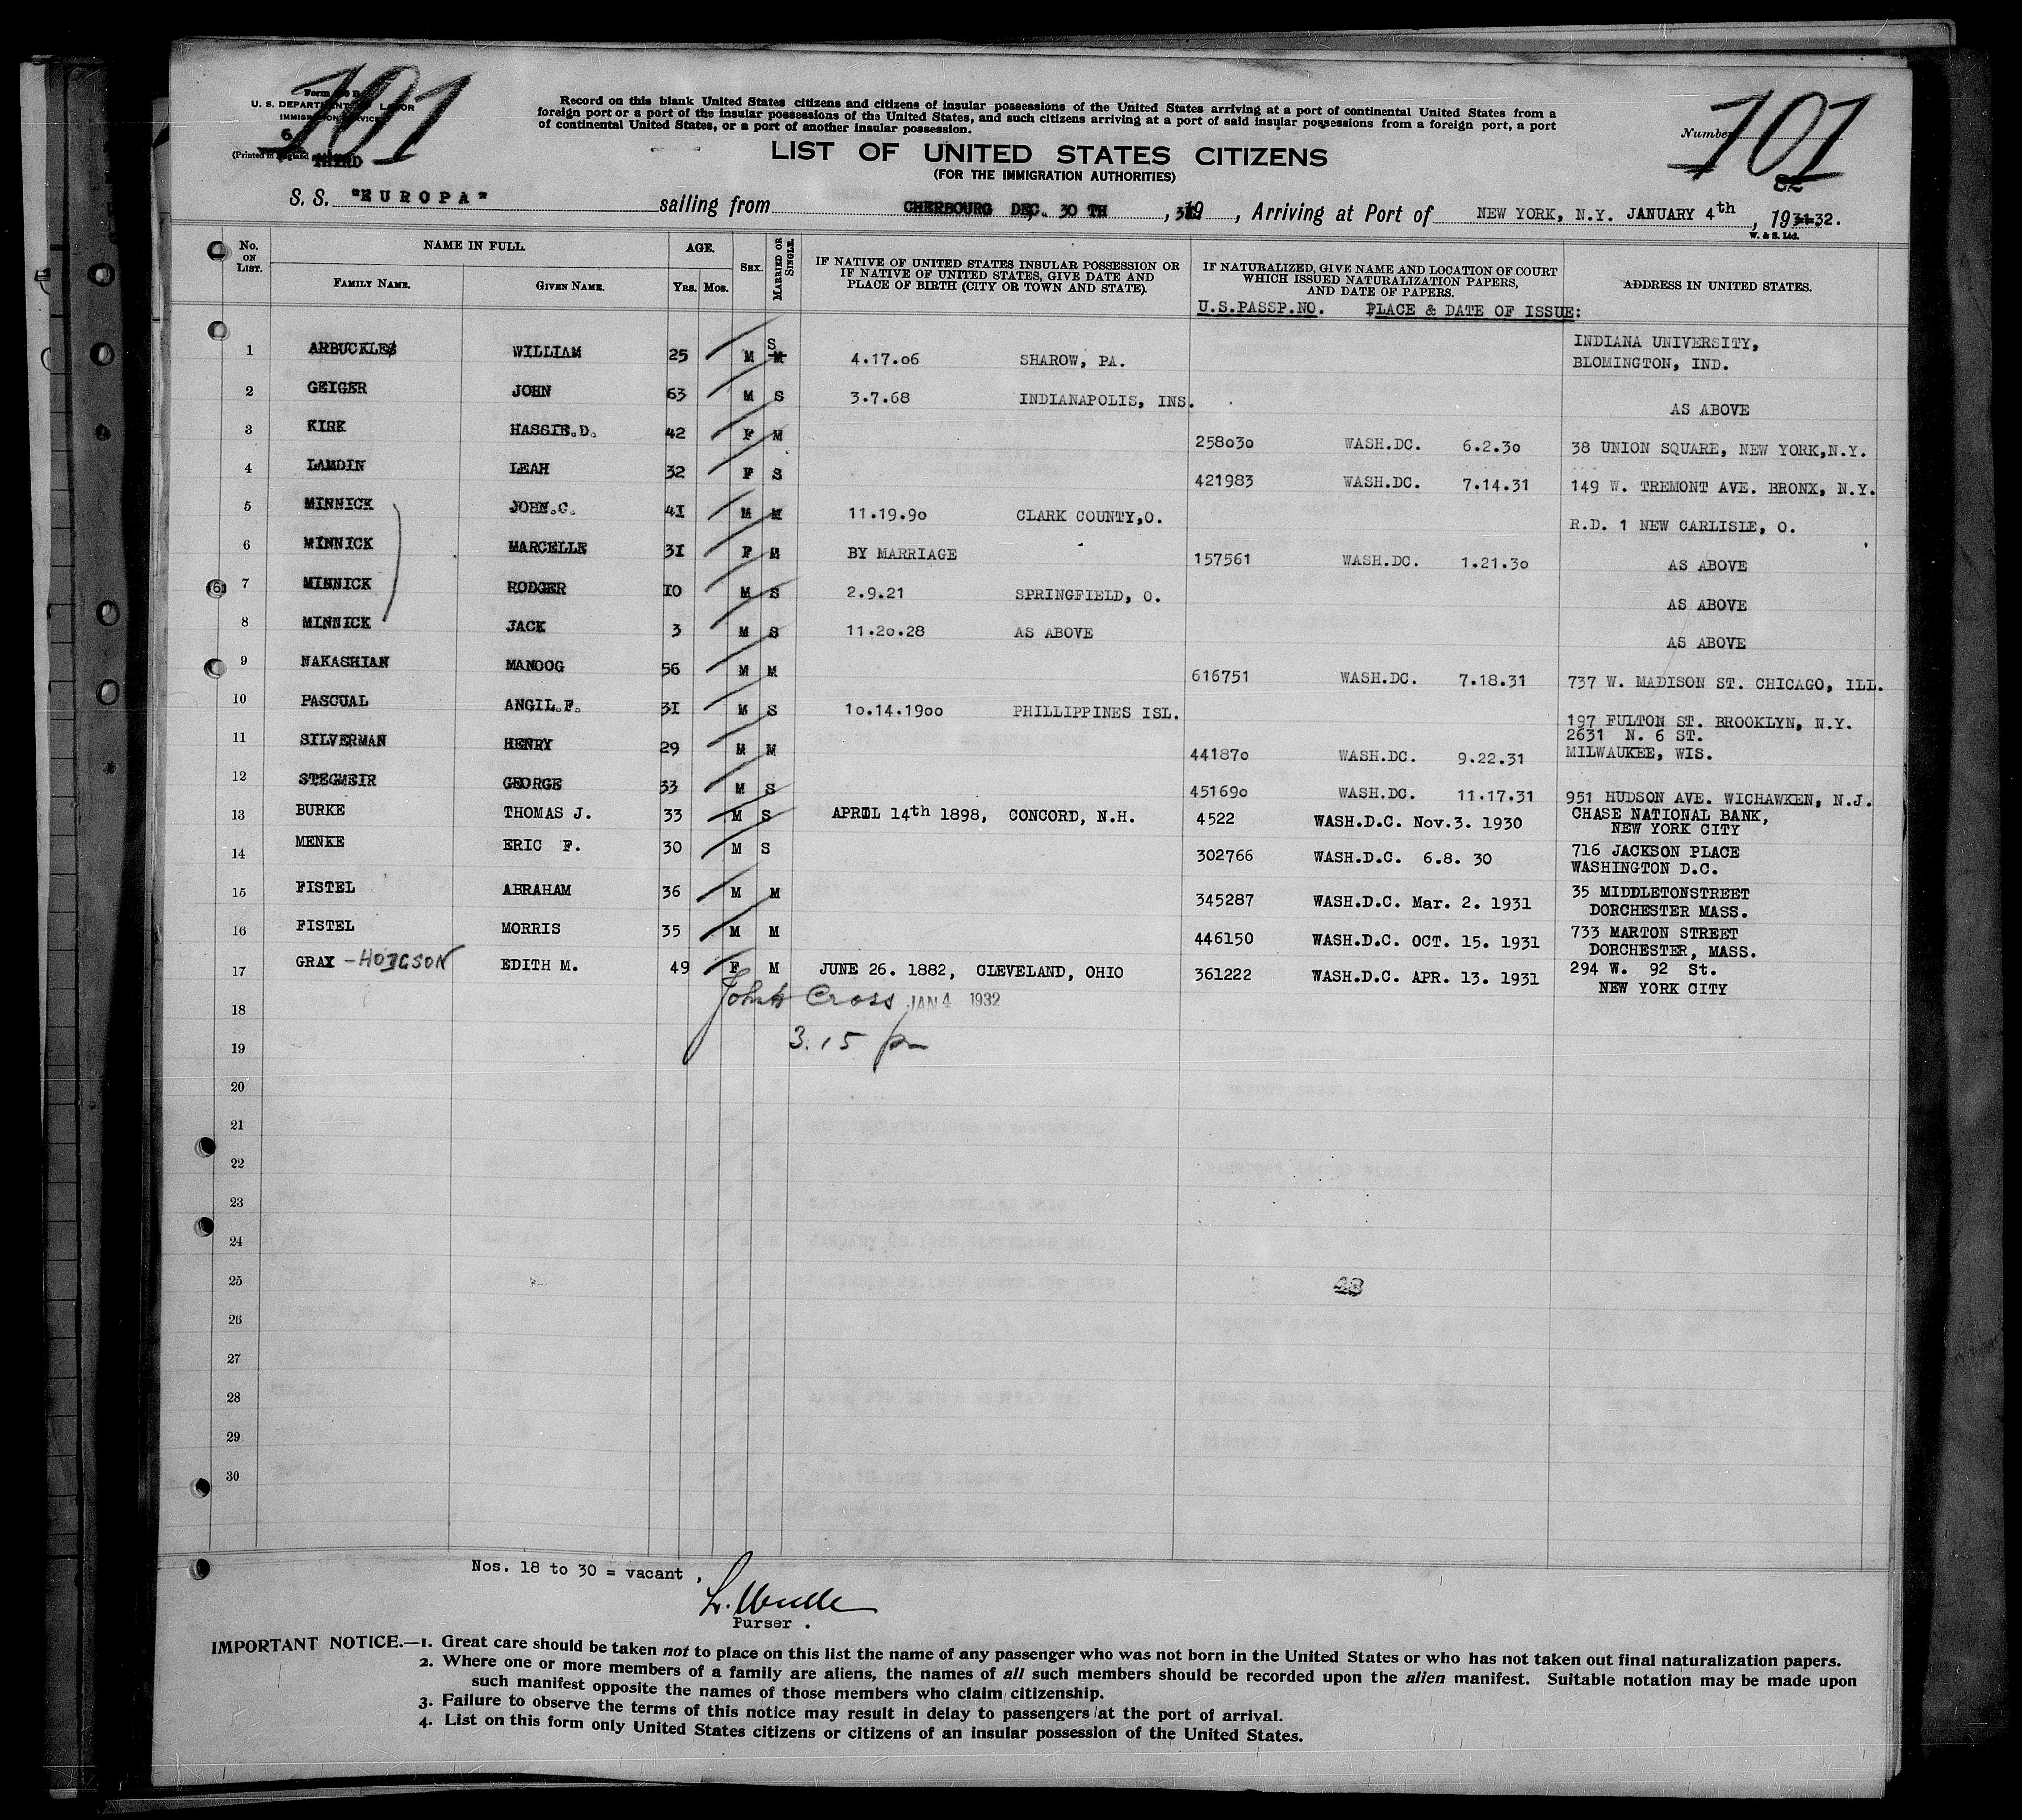 101
Form B
U. S. DEPARTMENT OF LABOR
IMMIGRATION SERVICE
6
(Printed in England
THIRD
Record on this blank United States citizens and citizens of insular possessions of the United States arriving at a port of continental United States from a
foreign port or a port of the insular possessions of the United States, and such citizens arriving at a port of said insular possessions from a foreign port, a port
of continental United States, or a port of another insular possession.
Number 101
82
LIST OF UNITED STATES CITIZENS
(FOR THE IMMIGRATION AUTHORITIES)
S. S. "EUROPA" sailing from CHERBOURG DEC. 30 TH, 19 31, Arriving at Port of NEW YORK, N.Y. JANUARY 4th, 19 31 32.
W. & S. Ltd.
No. ON LIST. NAME IN FULL. AGE. SEX. MARRIED OR SINGLE. IF NATIVE OF UNITED STATES INSULAR POSSESSION OR IF NATIVE OF UNITED STATES, GIVE DATE AND PLACE OF BIRTH (CITY OR TOWN AND STATE). IF NATURALIZED, GIVE NAME AND LOCATION OF COURT WHICH ISSUED NATURALIZATION PAPERS, AND DATE OF PAPERS. ADDRESS IN UNITED STATES.
FAMILY NAME. GIVEN NAME. YRS. MOS.
U.S.PASSP.NO. PLACE & DATE OF ISSUE:
1 ARBUCKLES WILLIAM 25 M S M 4.17.06 SHAROW, PA. INDIANA UNIVERSITY,
BLOMINGTON, IND.
2 GEIGER JOHN 63 M S 3.7.68 INDIANAPOLIS, INS. AS ABOVE
3 KIRK HASSIE.D. 42 F M 258030 WASH.DC. 6.2.30 38 UNION SQUARE, NEW YORK,N.Y.
4 LAMDIN LEAH 32 F S 421983 WASH.DC. 7.14.31 149 W. TREMONT AVE. BRONX, N.Y.
5 MINNICK JOHN.C. 41 M M 11.19.90 CLARK COUNTY,O. R.D. 1 NEW CARLISLE, O.
6 MINNICK MARCELLE 31 F M BY MARRIAGE 157561 WASH.DC. 1.21.30 AS ABOVE
7 MINNICK RODGER 10 M S 2.9.21 SPRINGFIELD, O. AS ABOVE
8 MINNICK JACK 3 M S 11.20.28 AS ABOVE AS ABOVE
9 NAKASHIAN MANOOG 56 M M 616751 WASH.DC. 7.18.31 737 W. MADISON ST. CHICAGO, ILL.
10 PASCUAL ANGIL.F. 31 M S 10.14.1900 PHILLIPPINES ISL. 197 FULTON ST. BROOKLYN, N.Y.
11 SILVERMAN HENRY 29 M M 441870 WASH.DC. 9.22.31 2631 N. 6 ST.
MILWAUKEE, WIS.
12 STEGMEIR GEORGE 33 M S 451690 WASH.DC. 11.17.31 951 HUDSON AVE. WICHAWKEN, N.J.
13 BURKE THOMAS J. 33 M S APRIL 14th 1898, CONCORD, N.H. 4522 WASH.D.C. Nov.3. 1930 CHASE NATIONAL BANK,
NEW YORK CITY
14 MENKE ERIC F. 30 M S 302766 WASH.D.C. 6.8. 30 716 JACKSON PLACE
WASHINGTON D.C.
15 FISTEL ABRAHAM 36 M M 345287 WASH.D.C. Mar. 2. 1931 35 MIDDLETONSTREET
DORCHESTER MASS.
16 FISTEL MORRIS 35 M M 446150 WASH.D.C. OCT. 15. 1931 733 MARTON STREET
DORCHESTER, MASS.
17 GRAY - HODGSON EDITH M. 49 F M JUNE 26. 1882, CLEVELAND, OHIO 361222 WASH.D.C. APR. 13. 1931 294 W. 92 St.
NEW YORK CITY
18 Cross JAN 4 1932
19 3.15 pm
20
21
22
23
24
25 48
26
27
28
29
30
Nos. 18 to 30 = vacant .
Purser .
IMPORTANT NOTICE.—1. Great care should be taken not to place on this list the name of any passenger who was not born in the United States or who has not taken out final naturalization papers.
2. Where one or more members of a family are aliens, the names of all such members should be recorded upon the alien manifest. Suitable notation may be made upon
such manifest opposite the names of those members who claim citizenship.
3. Failure to observe the terms of this notice may result in delay to passengers at the port of arrival.
4. List on this form only United States citizens or citizens of an insular possession of the United States.